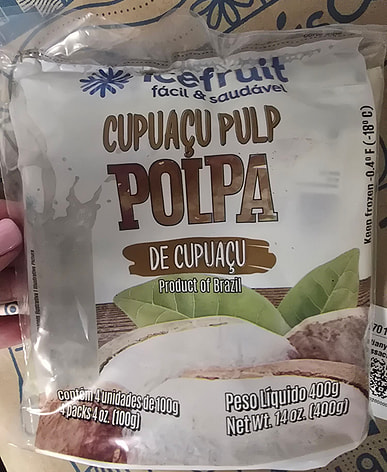 icefruit
fácil & saudável
CUPUAÇU PULP
POLPA
DE CUPUAÇU
Product of Brazil
Keep Frozen -0.4°F (-18°C)
Contém 4 unidades de 100g
4 packs 4 oz. (100g)
Peso Líquido 400g
Net Wt. 14 oz. (400g)